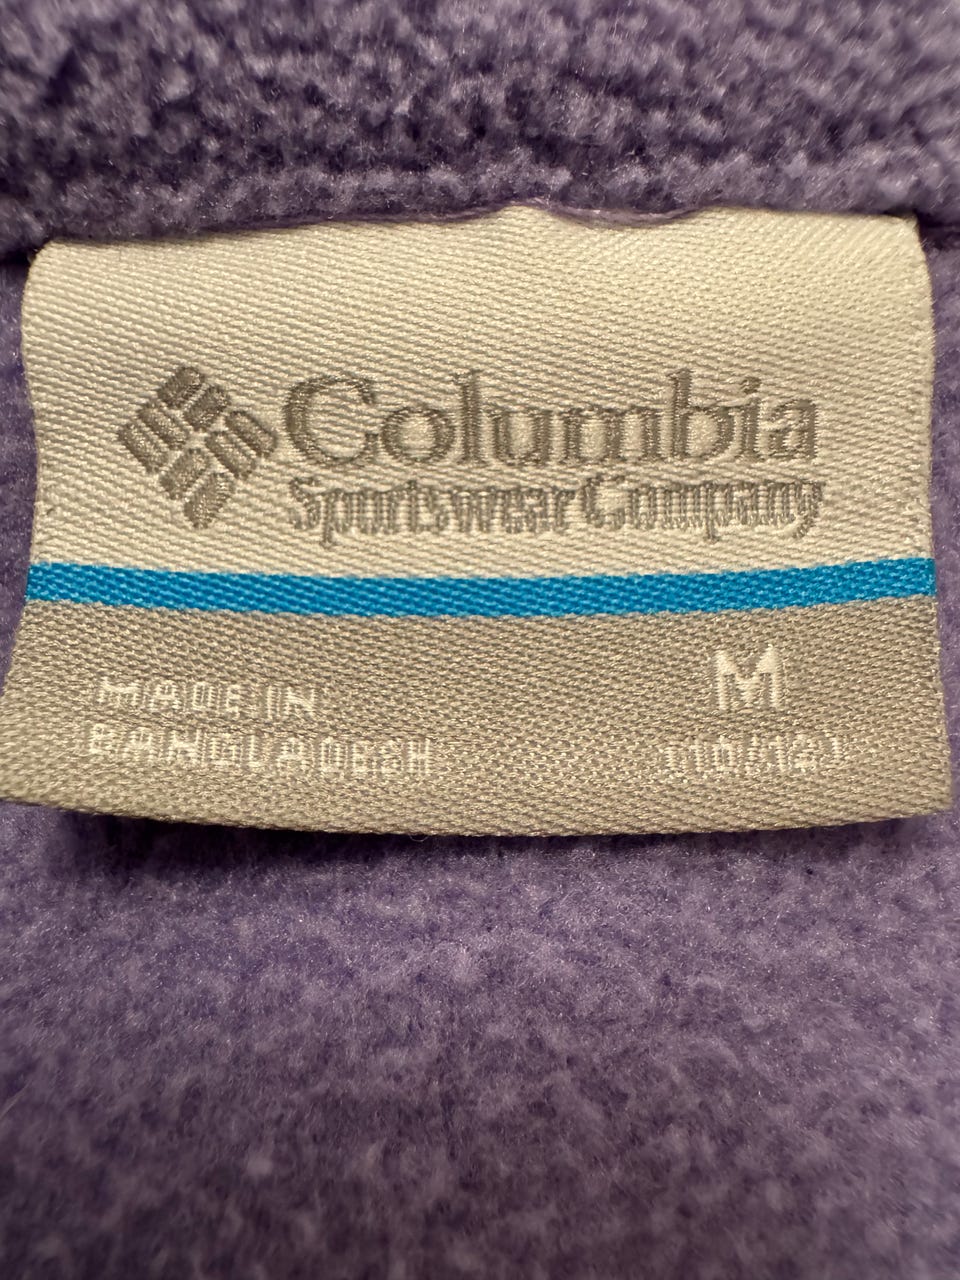 Columbia
Sportswear Company
MADE IN
BANGLADESH
M
(10/12)